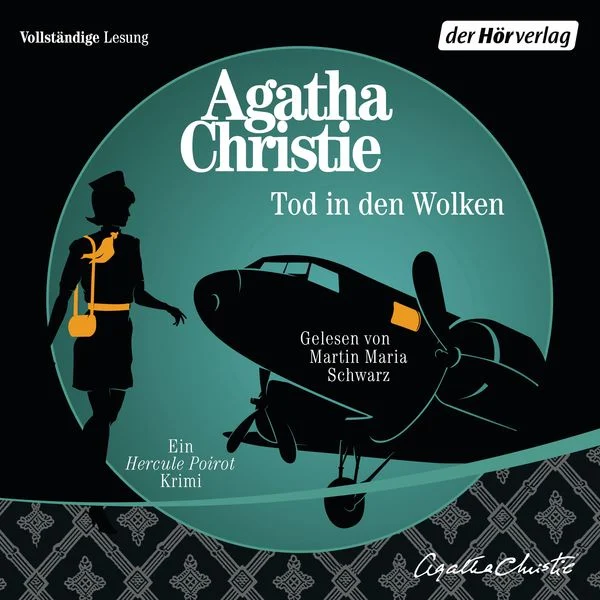 Vollständige Lesung
der Hörverlag
Agatha
Christie
Tod in den Wolken
Gelesen von
Martin Maria
Schwarz
Ein
Hercule Poirot
Krimi
Agatha Christie